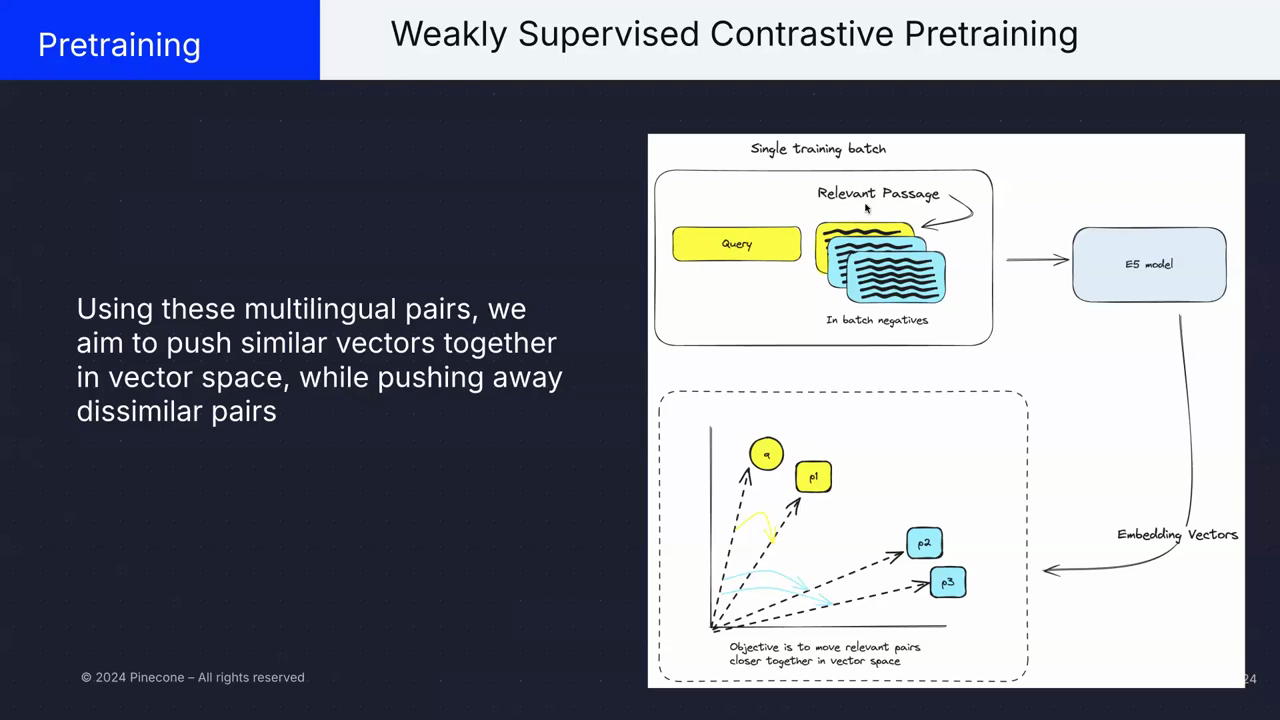 Pretraining
Weakly Supervised Contrastive Pretraining
Using these multilingual pairs, we
aim to push similar vectors together
in vector space, while pushing away
dissimilar pairs
Single training batch
Relevant Passage
Query
In batch negatives
E5 model
q
p1
p2
p3
Embedding Vectors
Objective is to move relevant pairs
closer together in vector space
© 2024 Pinecone – All rights reserved
24